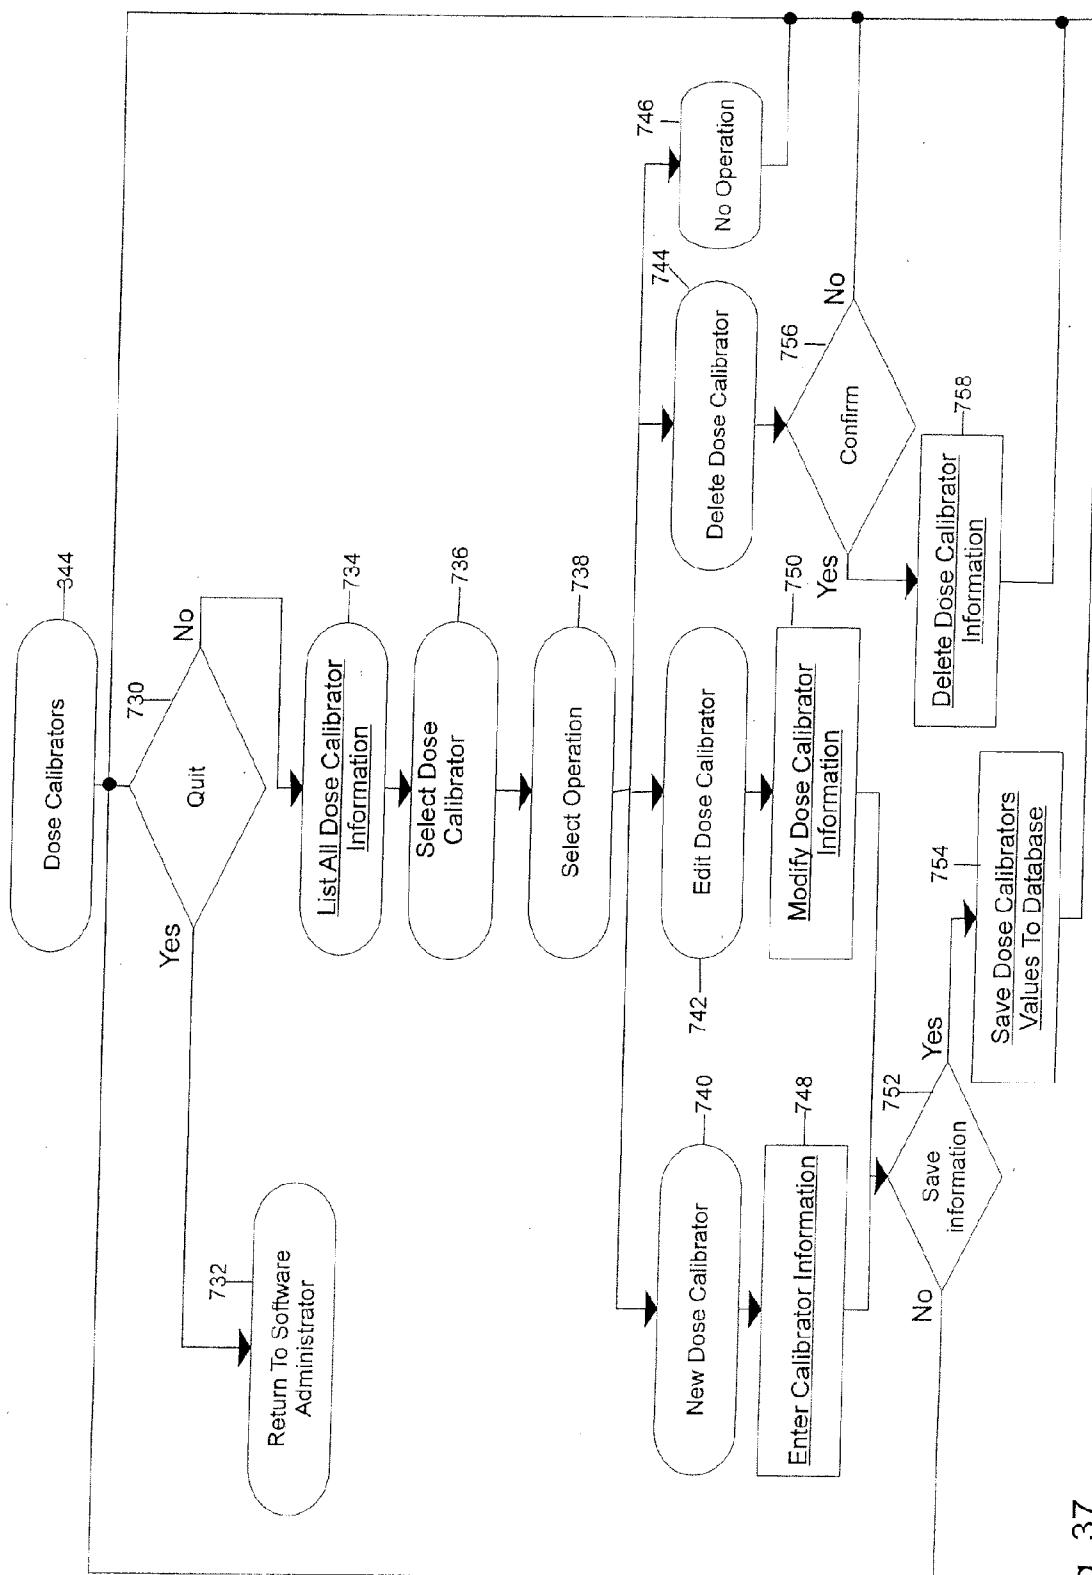 Dose Calibrators
344
730
Quit
Yes
No
732
Return To Software
Administrator
List All Dose Calibrator
Information
734
Select Dose
Calibrator
736
Select Operation
738
New Dose Calibrator
740
742
Edit Dose Calibrator
Delete Dose Calibrator
744
No Operation
746
Enter Calibrator Information
748
Modify Dose Calibrator
Information
750
Confirm
756
Yes
No
Save
information
752
No
Yes
Save Dose Calibrators
Values To Database
754
Delete Dose Calibrator
Information
758
37